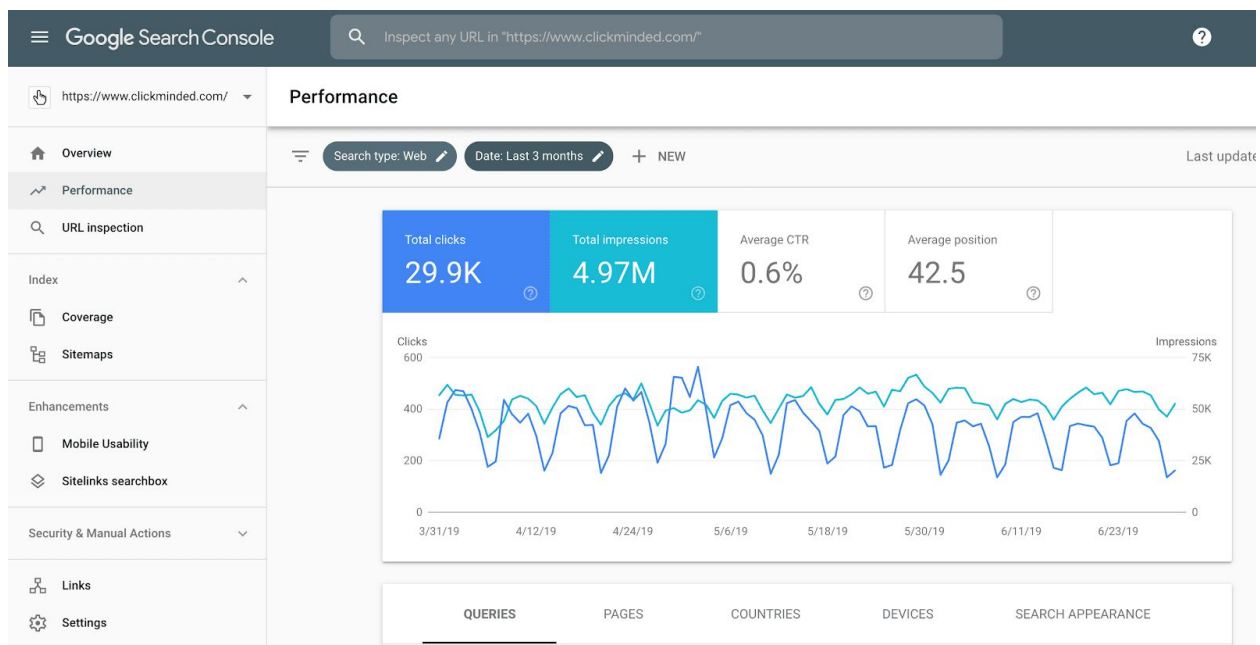 Google Search Console
Inspect any URL in "https://www.clickminded.com/"
https://www.clickminded.com/
Performance
Overview
Performance
URL inspection
Index
Coverage
Sitemaps
Enhancements
Mobile Usability
Sitelinks searchbox
Security & Manual Actions
Links
Settings
Search type: Web
Date: Last 3 months
+ NEW
Last update
Total clicks
29.9K
Total impressions
4.97M
Average CTR
0.6%
Average position
42.5
Clicks
Impressions
600
75K
400
50K
200
25K
0
0
3/31/19 4/12/19 4/24/19 5/6/19 5/18/19 5/30/19 6/11/19 6/23/19
QUERIES PAGES COUNTRIES DEVICES SEARCH APPEARANCE